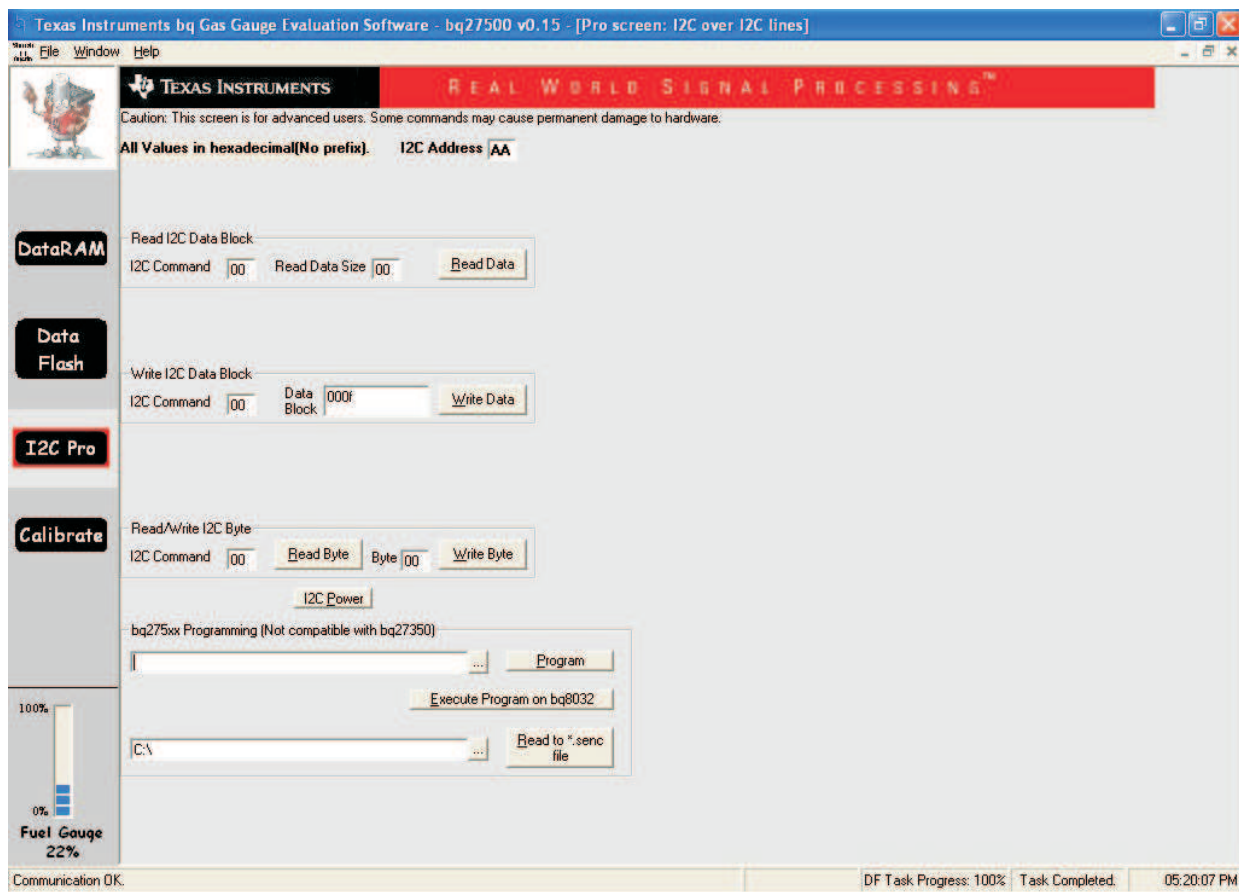 Texas Instruments bq Gas Gauge Evaluation Software - bq27500 v0.15 - [Pro screen: I2C over I2C lines]
File Window Help
TEXAS INSTRUMENTS
REAL WORLD SIGNAL PROCESSING™
Caution: This screen is for advanced users. Some commands may cause permanent damage to hardware.
All Values in hexadecimal(No prefix). I2C Address AA
DataRAM
Data
Flash
I2C Pro
Calibrate
Read I2C Data Block
I2C Command 00 Read Data Size 00 Read Data
Write I2C Data Block
I2C Command 00 Data Block 000f Write Data
Read/Write I2C Byte
I2C Command 00 Read Byte Byte 00 Write Byte
I2C Power
bq275xx Programming (Not compatible with bq27350)
... Program
Execute Program on bq8032
C:\ ... Read to *.senc file
100%
0%
Fuel Gauge
22%
Communication OK. DF Task Progress: 100% Task Completed. 05:20:07 PM